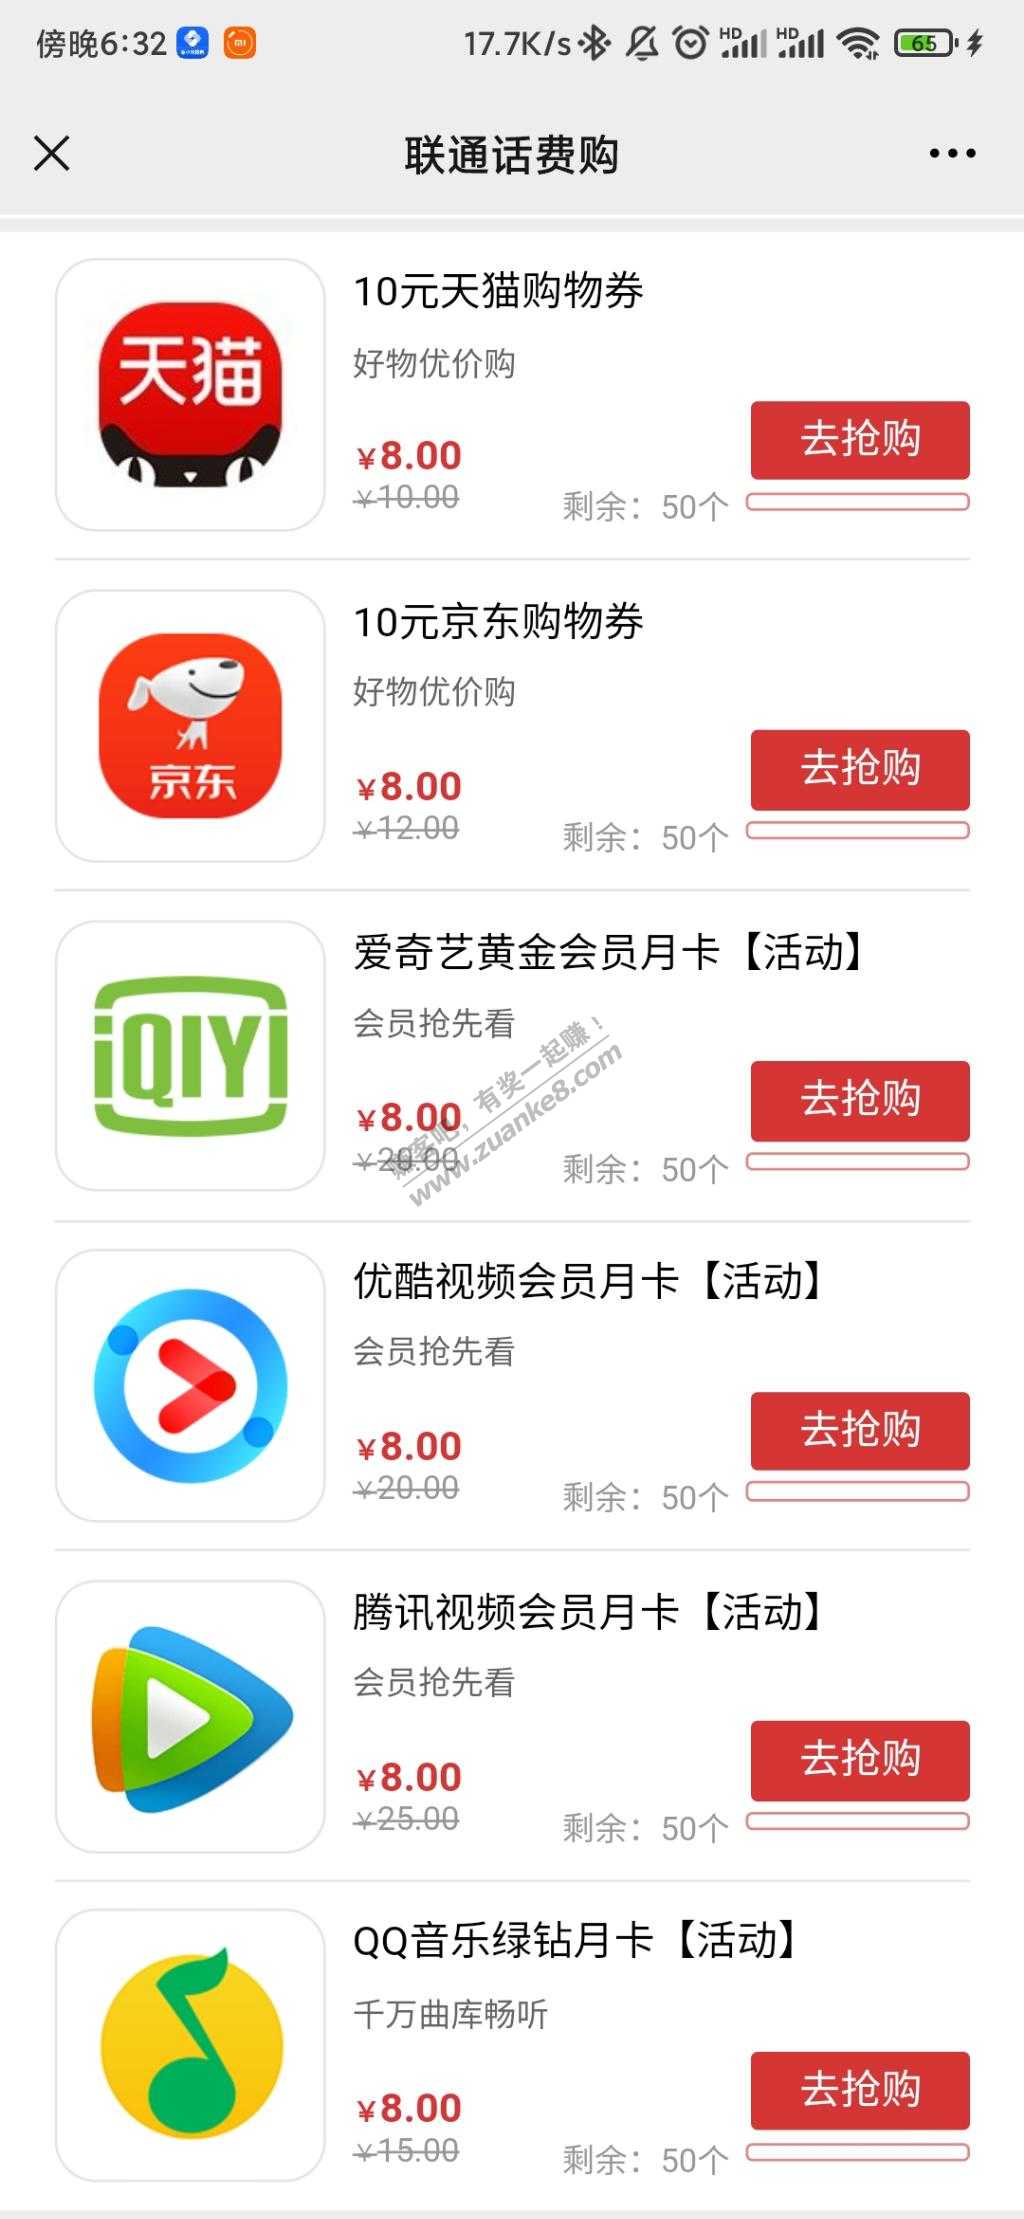 傍晚6:32
17.7K/s HD HD 65
联通话费购
天猫
10元天猫购物券
好物优价购
¥8.00
去抢购
¥10.00
剩余：50个
京东
10元京东购物券
好物优价购
¥8.00
去抢购
¥12.00
剩余：50个
iQIYI
爱奇艺黄金会员月卡【活动】
会员抢先看
¥8.00
去抢购
¥20.00
剩余：50个
赚客吧，有奖一起赚！
www.zuanke8.com
优酷视频会员月卡【活动】
会员抢先看
¥8.00
去抢购
¥20.00
剩余：50个
腾讯视频会员月卡【活动】
会员抢先看
¥8.00
去抢购
¥25.00
剩余：50个
QQ音乐绿钻月卡【活动】
千万曲库畅听
¥8.00
去抢购
¥15.00
剩余：50个